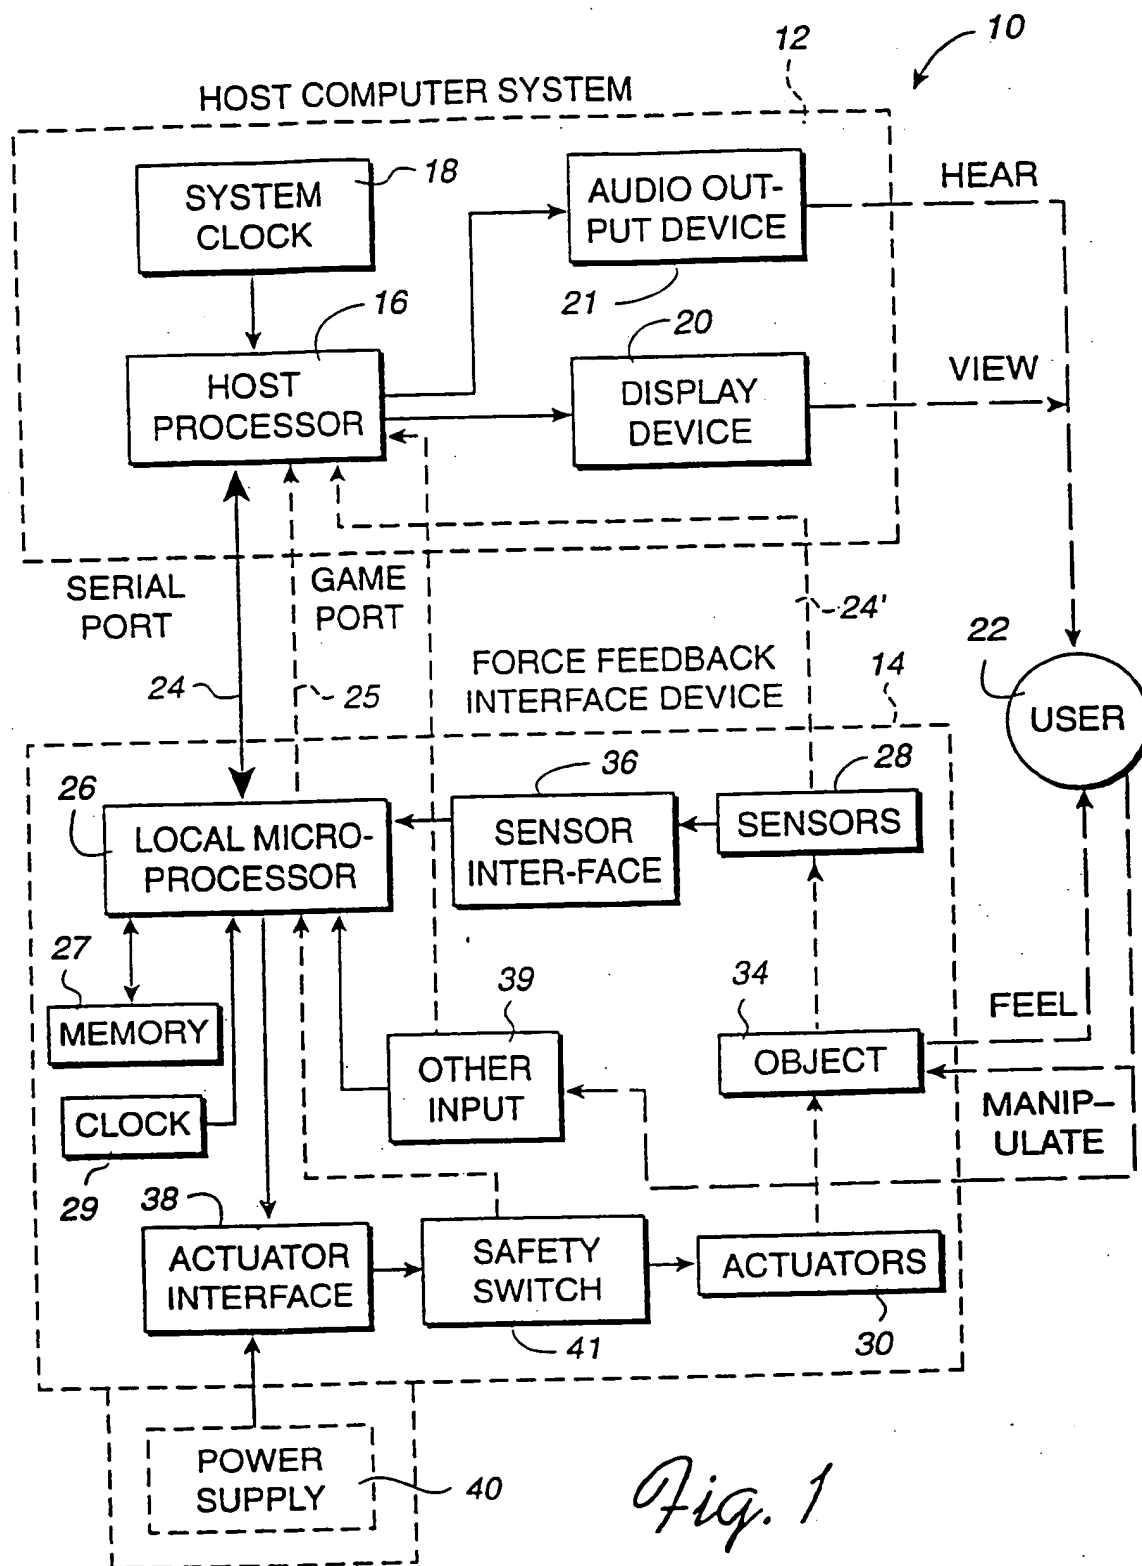 10
12
HOST COMPUTER SYSTEM
18
SYSTEM
CLOCK
AUDIO OUT-
PUT DEVICE
HEAR
21
16
20
HOST
PROCESSOR
DISPLAY
DEVICE
VIEW
SERIAL
PORT
GAME
PORT
24'
24
25
FORCE FEEDBACK
INTERFACE DEVICE
14
22
USER
26
36
28
LOCAL MICRO-
PROCESSOR
SENSOR
INTER-FACE
SENSORS
27
MEMORY
39
34
FEEL
OTHER
INPUT
OBJECT
CLOCK
29
MANIP-
ULATE
38
ACTUATOR
INTERFACE
SAFETY
SWITCH
ACTUATORS
41
30
POWER
SUPPLY
40
Fig. 1